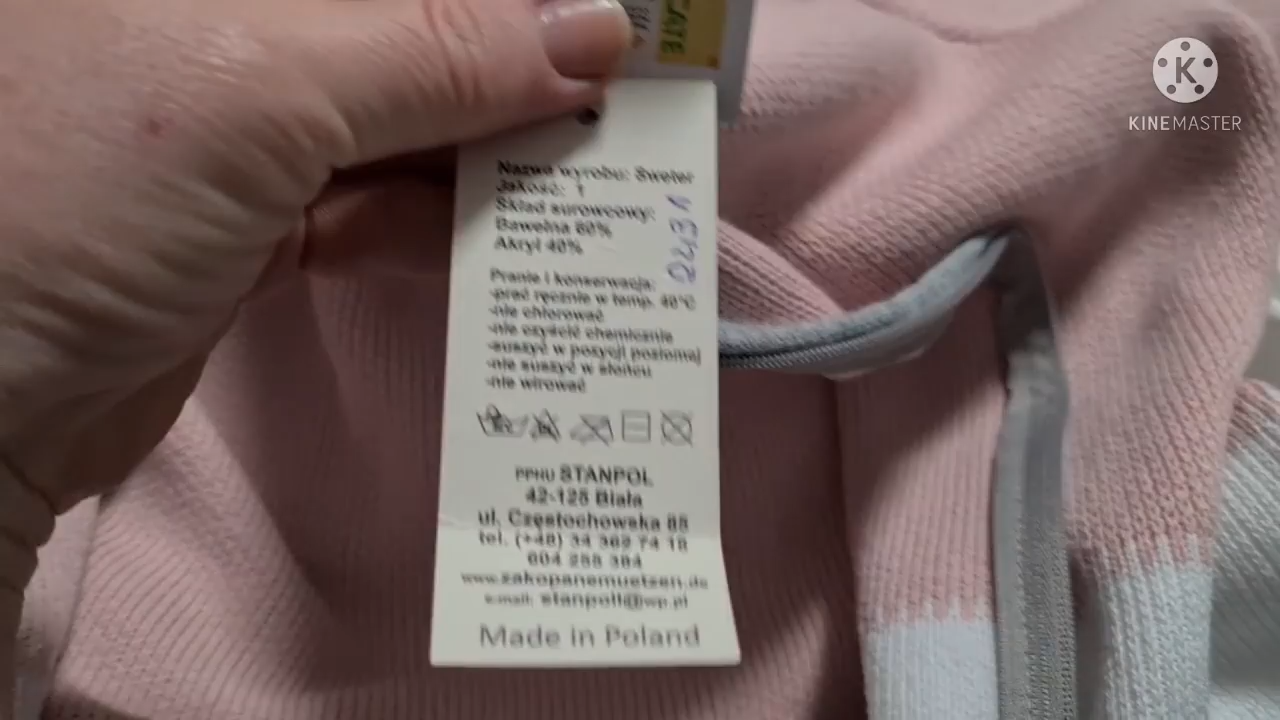 CATE
KINEMASTER
Nazwa wyrobu: Sweter
Jakość: 1
Skład surowcowy:
Bawełna 60%
Akryl 40%
2431
Pranie i konserwacja:
-prać ręcznie w temp. 40°C
-nie chlorować
-nie czyścić chemicznie
-suszyć w pozycji poziomej
-nie suszyć w słońcu
-nie wirować
PPHU STANPOL
42-125 Biała
ul. Częstochowska 85
tel. (+48) 34 362 74 18
604 255 384
www.zakopanemuetzen.de
e-mail: stanpoll@wp.pl
Made in Poland